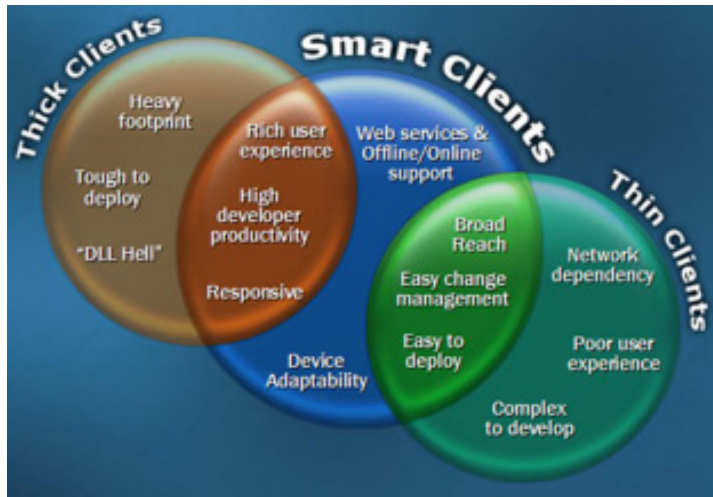 Thick Clients
Smart Clients
Thin Clients
Heavy
footprint
Tough to
deploy
"DLL Hell"
Rich user
experience
High
developer
productivity
Responsive
Web services &
Offline/Online
support
Device
Adaptability
Broad
Reach
Easy change
management
Easy to
deploy
Network
dependency
Poor user
experience
Complex
to develop